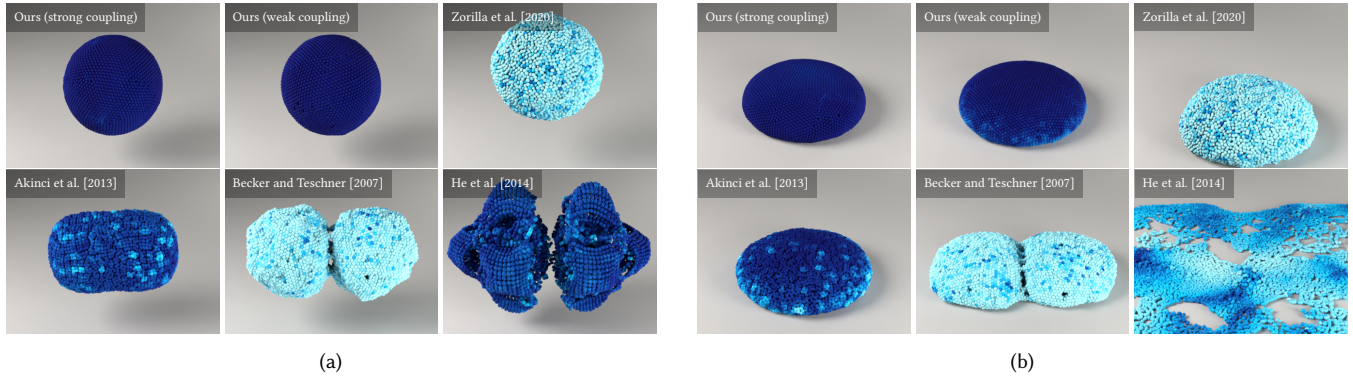 Ours (strong coupling)
Ours (weak coupling)
Zorilla et al. [2020]
Akinci et al. [2013]
Becker and Teschner [2007]
He et al. [2014]
(a)
Ours (strong coupling)
Ours (weak coupling)
Zorilla et al. [2020]
Akinci et al. [2013]
Becker and Teschner [2007]
He et al. [2014]
(b)